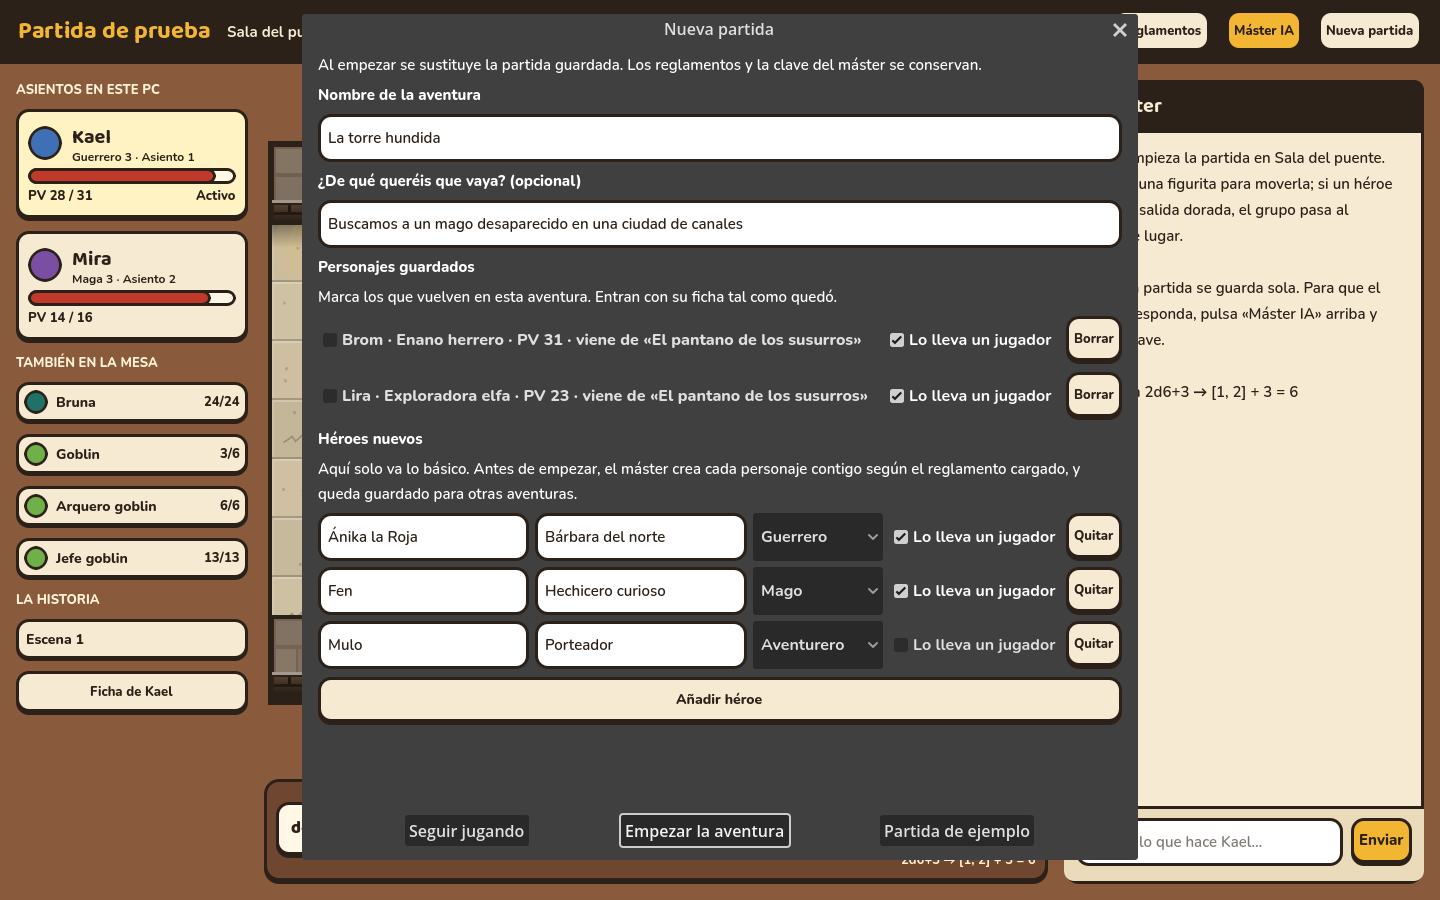 Partida de prueba
Sala del pu
glamentos
Máster IA
Nueva partida
Nueva partida
Al empezar se sustituye la partida guardada. Los reglamentos y la clave del máster se conservan.
Nombre de la aventura
La torre hundida
¿De qué queréis que vaya? (opcional)
Buscamos a un mago desaparecido en una ciudad de canales
Personajes guardados
Marca los que vuelven en esta aventura. Entran con su ficha tal como quedó.
Brom · Enano herrero · PV 31 · viene de «El pantano de los susurros»
Lo lleva un jugador
Borrar
Lira · Exploradora elfa · PV 23 · viene de «El pantano de los susurros»
Lo lleva un jugador
Borrar
Héroes nuevos
Aquí solo va lo básico. Antes de empezar, el máster crea cada personaje contigo según el reglamento cargado, y
queda guardado para otras aventuras.
Ánika la Roja
Bárbara del norte
Guerrero
Lo lleva un jugador
Quitar
Fen
Hechicero curioso
Mago
Lo lleva un jugador
Quitar
Mulo
Porteador
Aventurero
Lo lleva un jugador
Quitar
Añadir héroe
Seguir jugando
Empezar la aventura
Partida de ejemplo
ASIENTOS EN ESTE PC
Kael
Guerrero 3 · Asiento 1
PV 28 / 31
Activo
Mira
Maga 3 · Asiento 2
PV 14 / 16
TAMBIÉN EN LA MESA
Bruna
24/24
Goblin
3/6
Arquero goblin
6/6
Jefe goblin
13/13
LA HISTORIA
Escena 1
Ficha de Kael
ter
mpieza la partida en Sala del puente.
una figurita para moverla; si un héroe
salida dorada, el grupo pasa al
lugar.
partida se guarda sola. Para que el
esponda, pulsa «Máster IA» arriba y
ave.
2d6+3 → [1, 2] + 3 = 6
2d6+3 → [1, 2] + 3 = 6
lo que hace Kael...
Enviar